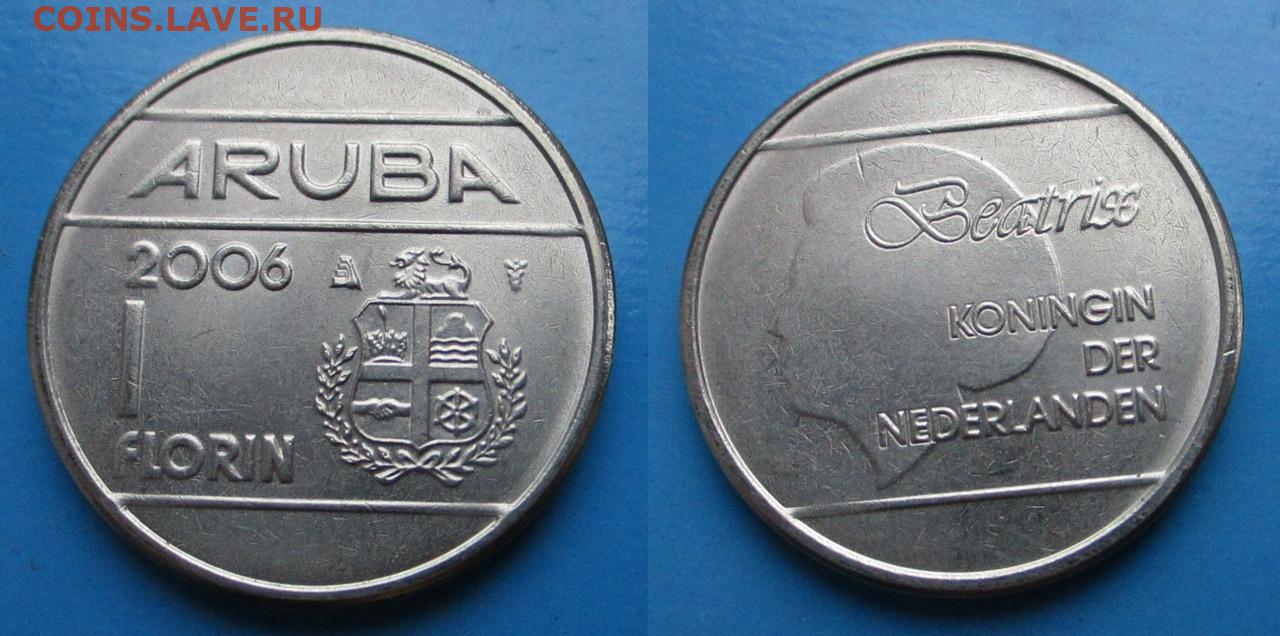 COINS.LAVE.RU
ARUBA
2006
1
FLORIN
Beatrix
KONINGIN
DER
NEDERLANDEN